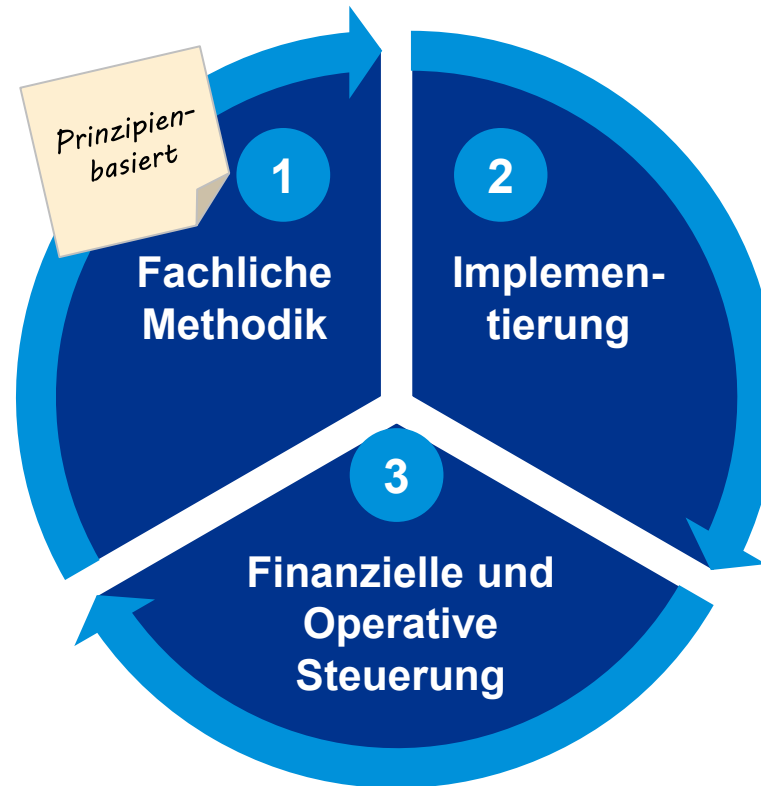 Prinzipien-
basiert
1
Fachliche
Methodik
2
Implemen-
tierung
3
Finanzielle und
Operative
Steuerung